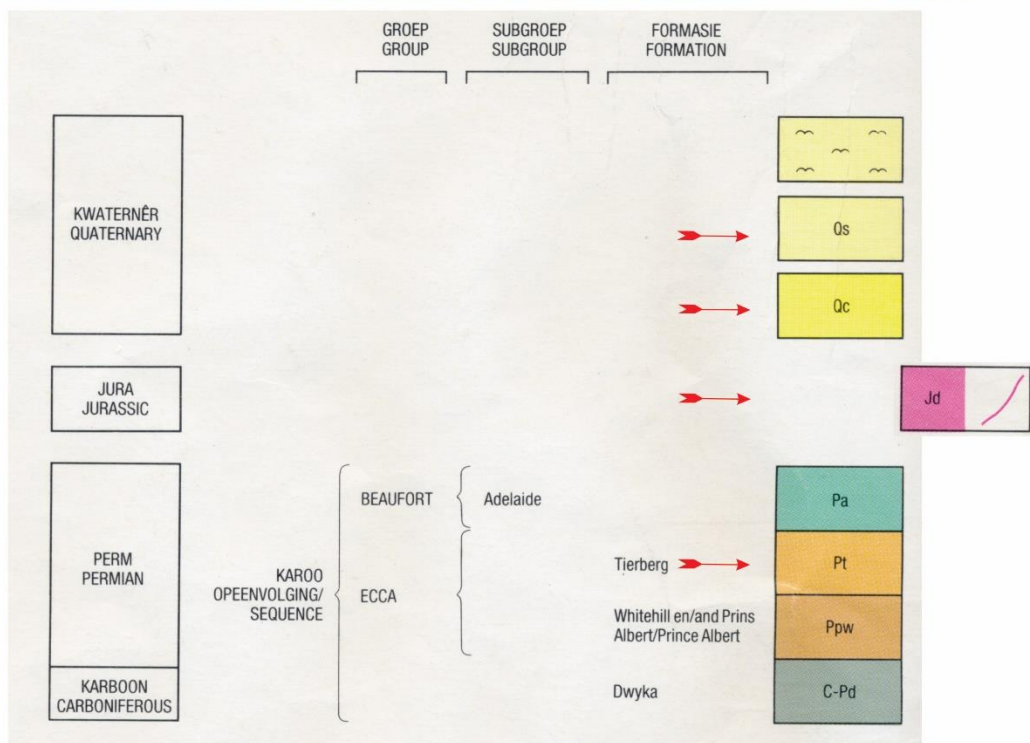 GROEP
GROUP
SUBGROEP
SUBGROUP
FORMASIE
FORMATION
KWATERNÊR
QUATERNARY
Qs
Qc
JURA
JURASSIC
Jd
PERM
PERMIAN
KARBOON
CARBONIFEROUS
KAROO
OPEENVOLGING/
SEQUENCE
BEAUFORT
Adelaide
Pa
ECCA
Tierberg
Pt
Whitehill en/and Prins
Albert/Prince Albert
Ppw
Dwyka
C-Pd